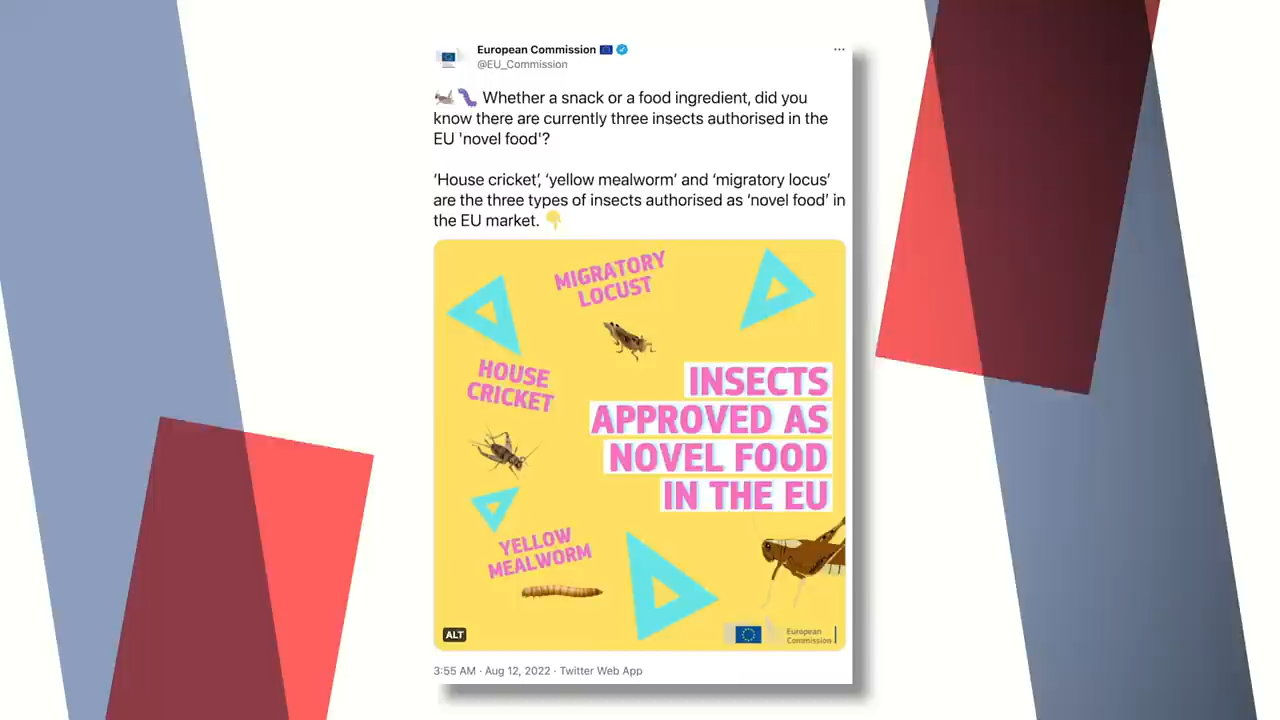 European Commission
@EU_Commission
Whether a snack or a food ingredient, did you
know there are currently three insects authorised in the
EU 'novel food'?
‘House cricket’, ‘yellow mealworm’ and ‘migratory locus’
are the three types of insects authorised as ‘novel food’ in
the EU market.
MIGRATORY
LOCUST
HOUSE
CRICKET
INSECTS
APPROVED AS
NOVEL FOOD
IN THE EU
YELLOW
MEALWORM
ALT
European
Commission
3:55 AM · Aug 12, 2022 · Twitter Web App